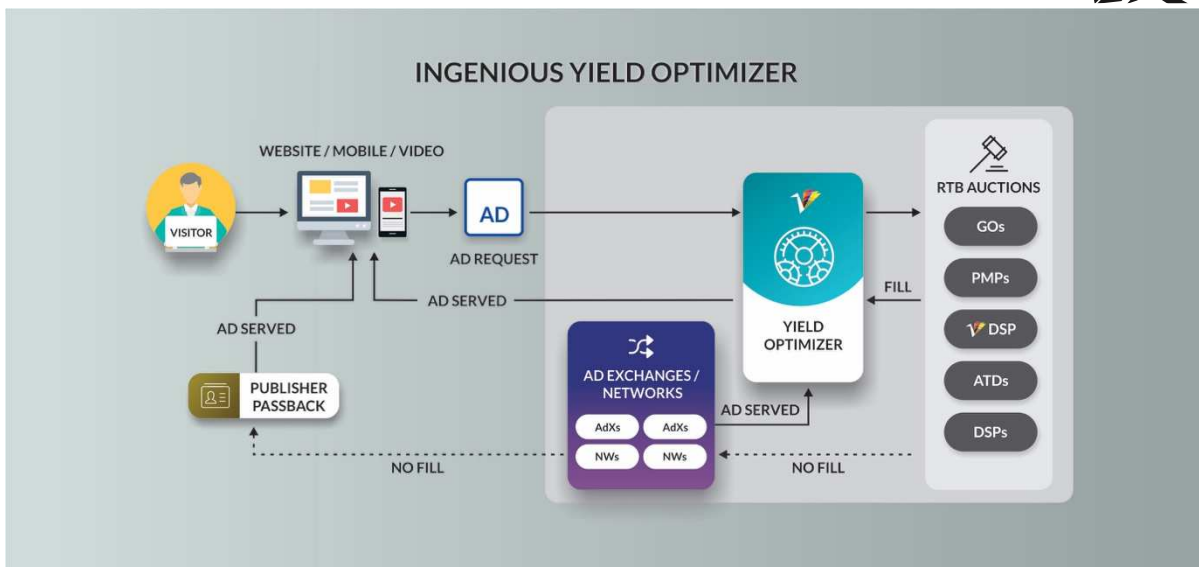 INGENIOUS YIELD OPTIMIZER
WEBSITE / MOBILE / VIDEO
VISITOR
AD
AD REQUEST
RTB AUCTIONS
GOs
PMPs
DSP
ATDs
DSPs
FILL
YIELD
OPTIMIZER
AD SERVED
AD SERVED
PUBLISHER
PASSBACK
AD EXCHANGES /
NETWORKS
AdXs AdXs
NWs NWs
AD SERVED
NO FILL
NO FILL